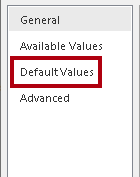 General
Available Values
Default Values
Advanced